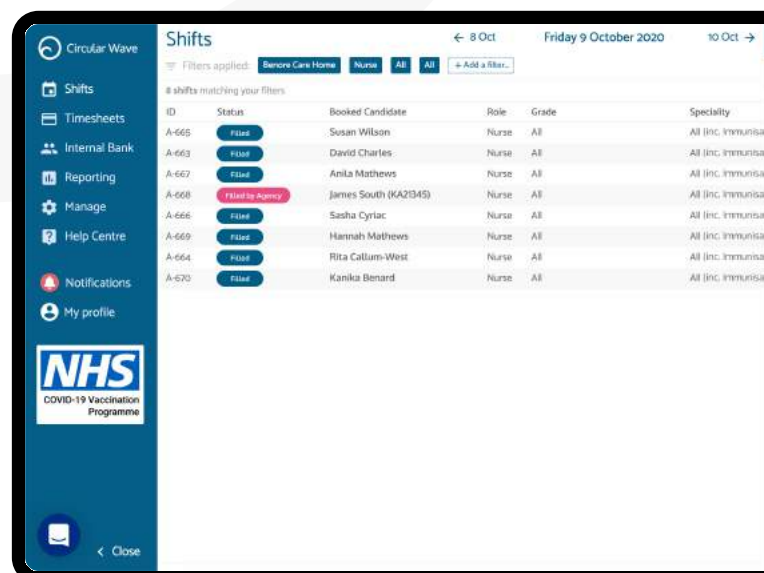 Circular Wave
Shifts
Timesheets
Internal Bank
Reporting
Manage
Help Centre
Notifications
My profile
NHS
COVID-19 Vaccination
Programme
< Close
Shifts ← 8 Oct Friday 9 October 2020 10 Oct →
Filters applied: Benore Care Home Nurse All All + Add a filter..
8 shifts matching your filters
ID Status Booked Candidate Role Grade Speciality
A-665 Filled Susan Wilson Nurse All All (inc. Immunisa
A-663 Filled David Charles Nurse All All (inc. Immunisa
A-667 Filled Anila Mathews Nurse All All (inc. Immunisa
A-668 Filled by Agency James South (KA21345) Nurse All All (inc. Immunisa
A-666 Filled Sasha Cyriac Nurse All All (inc. Immunisa
A-669 Filled Hannah Mathews Nurse All All (inc. Immunisa
A-664 Filled Rita Callum-West Nurse All All (inc. Immunisa
A-670 Filled Kanika Benard Nurse All All (inc. Immunisa